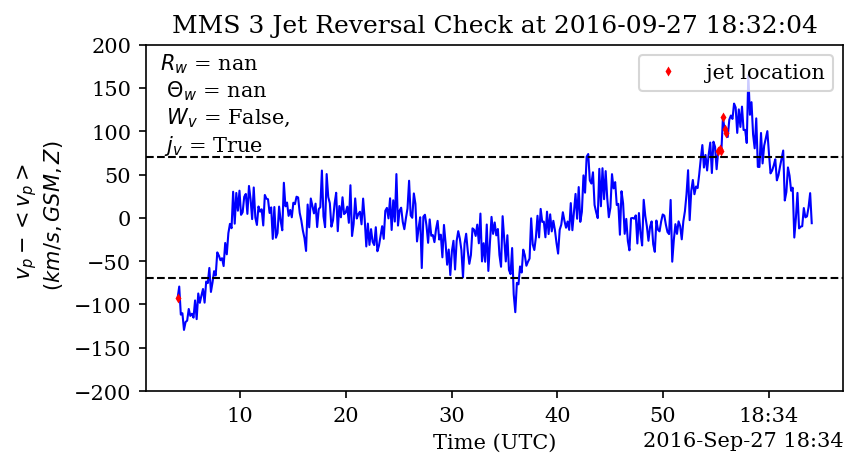 MMS 3 Jet Reversal Check at 2016-09-27 18:32:04
R_w = nan
Θ_w = nan
W_v = False,
j_v = True
jet location
200
150
100
50
0
−50
−100
−150
−200
v_p − < v_p >
(km/s, GSM, Z)
10 20 30 40 50 18:34
Time (UTC)
2016-Sep-27 18:34